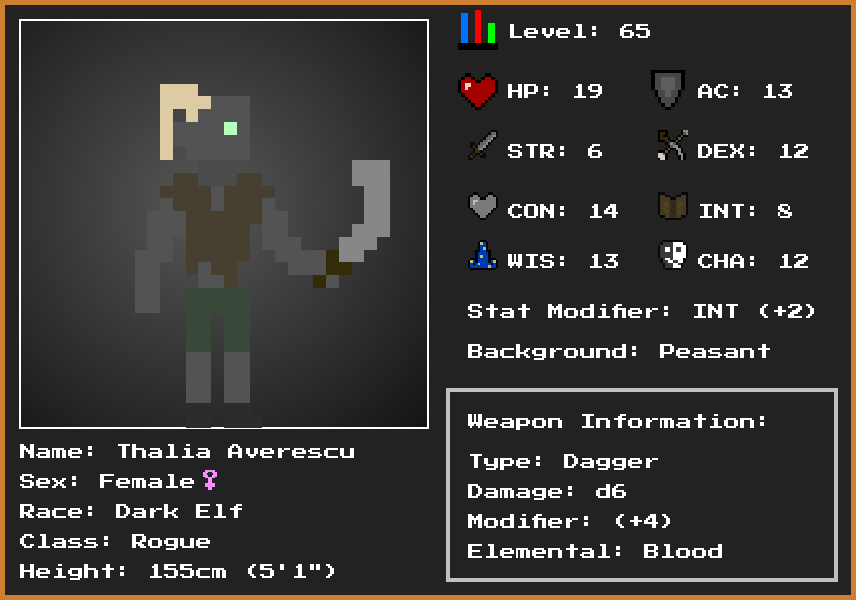 Level: 65
HP: 19 AC: 13
STR: 6 DEX: 12
CON: 14 INT: 8
WIS: 13 CHA: 12
Stat Modifier: INT (+2)
Background: Peasant
Weapon Information:
Type: Dagger
Damage: d6
Modifier: (+4)
Elemental: Blood
Name: Thalia Averescu
Sex: Female♀
Race: Dark Elf
Class: Rogue
Height: 155cm (5'1")